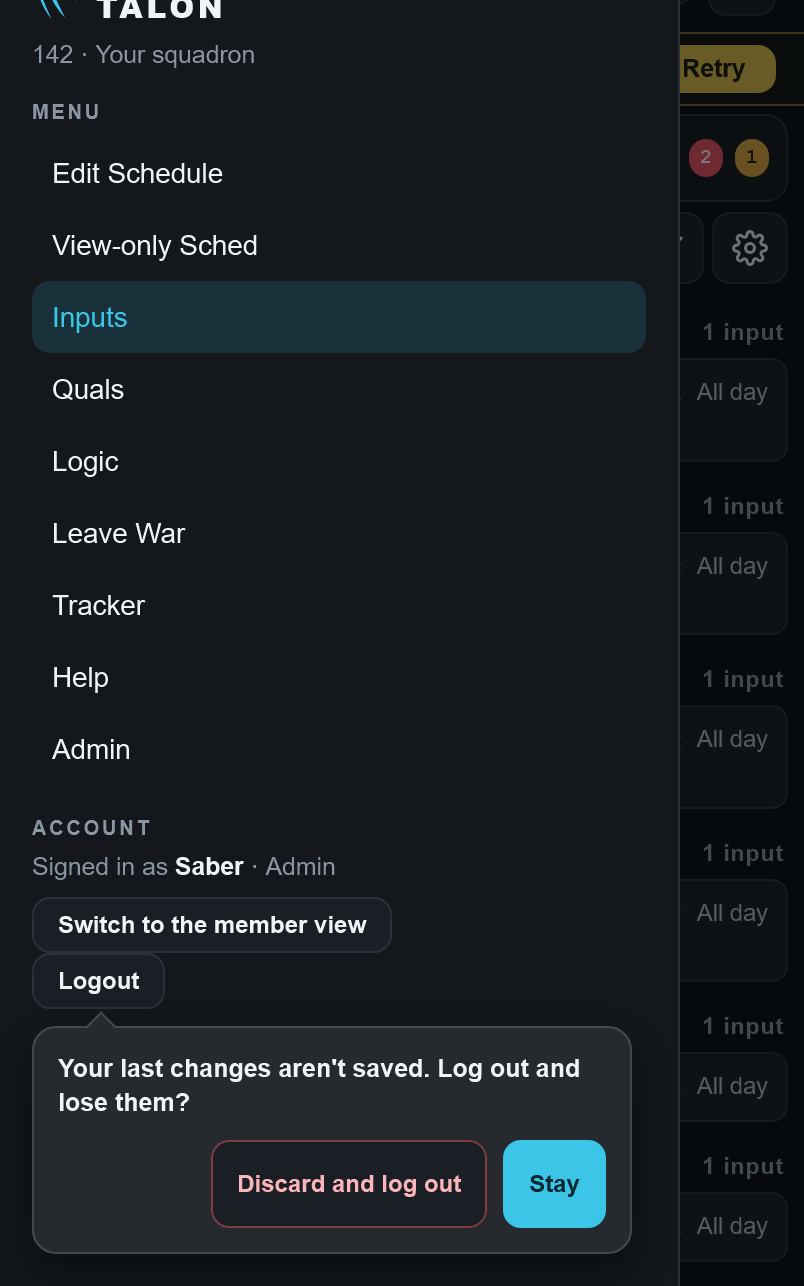 TALON
142 · Your squadron
MENU
Edit Schedule
View-only Sched
Inputs
Quals
Logic
Leave War
Tracker
Help
Admin
ACCOUNT
Signed in as Saber · Admin
Switch to the member view
Logout
Your last changes aren't saved. Log out and
lose them?
Discard and log out
Stay
Retry
2 1
1 input
All day
1 input
All day
1 input
All day
1 input
All day
1 input
All day
1 input
All day